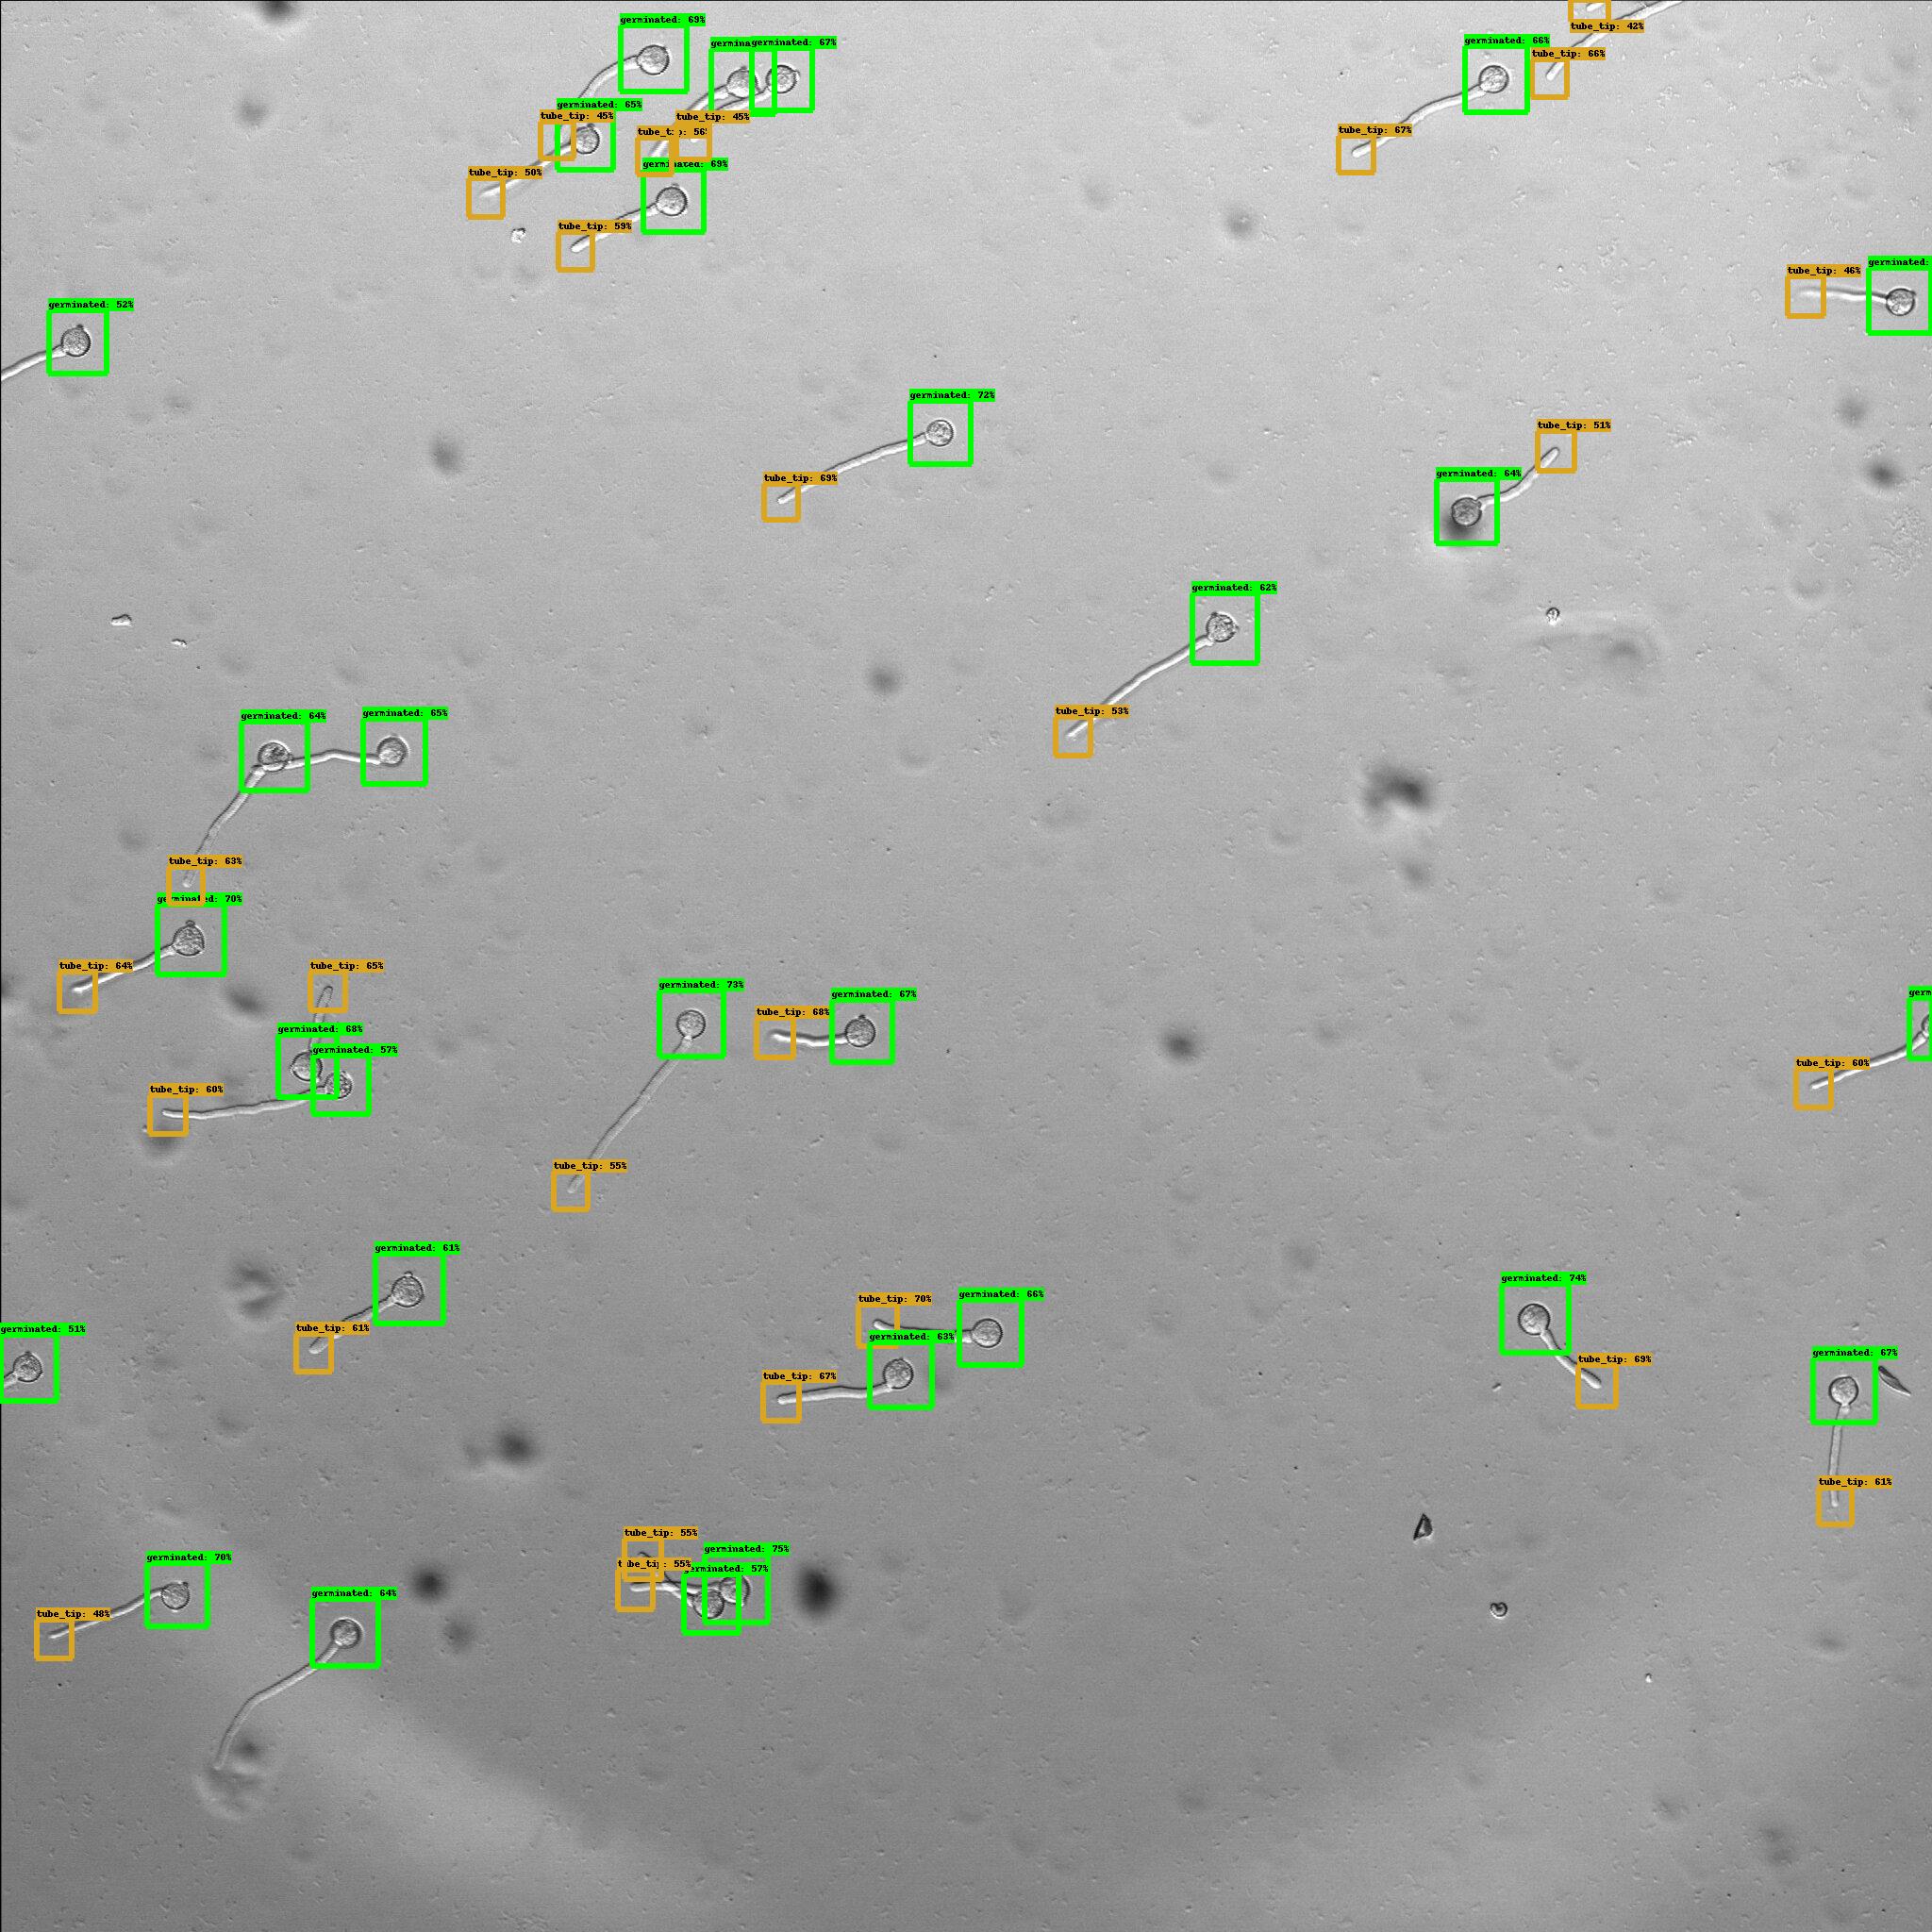 germinated: 69%
tube_tip: 42%
germina
germinated: 67%
germinated: 66%
tube_tip: 66%
germinated: 65%
tube_tip: 45%
tube_tip: 45%
tube_t
56
tube_tip: 67%
germinated: 69%
tube_tip: 50%
tube_tip: 59%
germinated:
tube_tip: 46%
germinated: 52%
germinated: 72%
tube_tip: 51%
tube_tip: 69%
germinated: 64%
germinated: 62%
tube_tip: 53%
germinated: 64%
germinated: 65%
tube_tip: 63%
germinated: 70%
tube_tip: 64%
tube_tip: 65%
germinated: 73%
germinated: 67%
germ
tube_tip: 68%
germinated: 68%
germinated: 57%
tube_tip: 60%
tube_tip: 60%
tube_tip: 55%
germinated: 61%
germinated: 74%
germinated: 66%
tube_tip: 70%
germinated: 51%
tube_tip: 61%
germinated: 63%
germinated: 67%
tube_tip: 69%
tube_tip: 67%
tube_tip: 61%
tube_tip: 55%
germinated: 75%
germinated: 70%
tube_tip: 55%
germinated: 57%
germinated: 64%
tube_tip: 48%